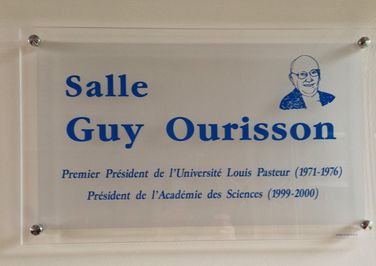 Salle
Guy Ourisson
Premier Président de l'Université Louis Pasteur (1971-1976)
Président de l'Académie des Sciences (1999-2000)